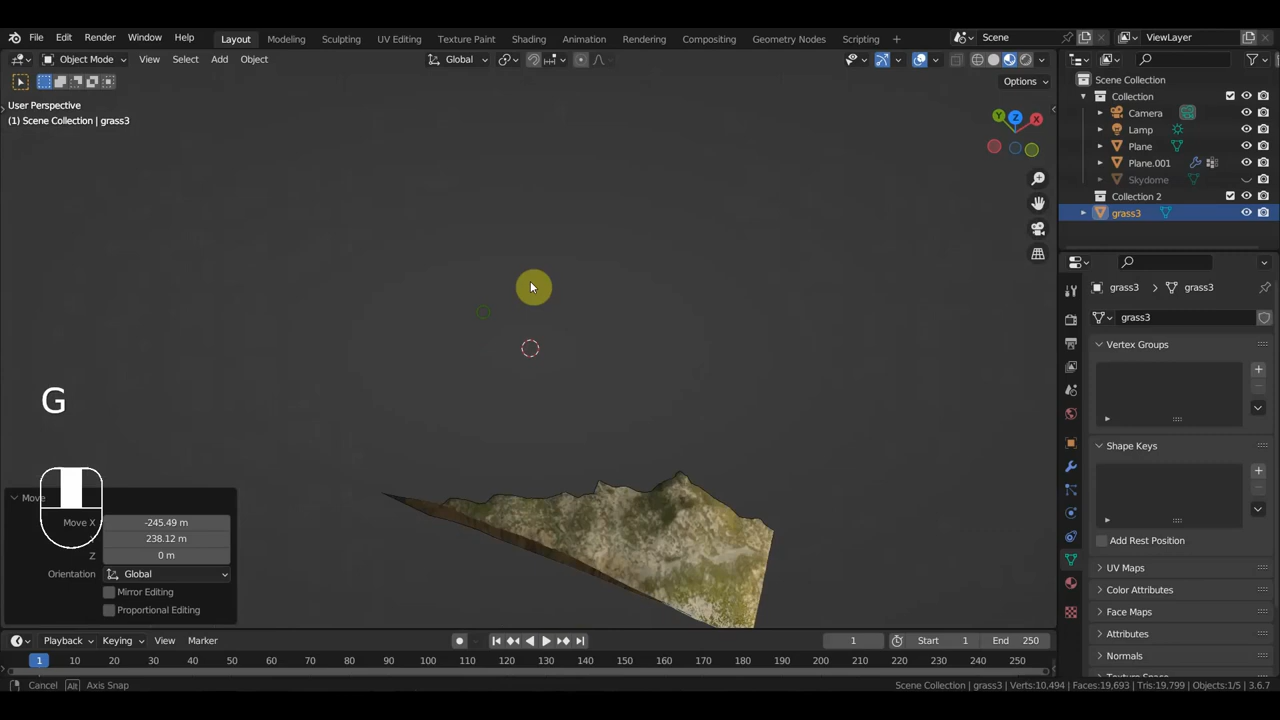 File Edit Render Window Help Layout Modeling Sculpting UV Editing Texture Paint Shading Animation Rendering Compositing Geometry Nodes Scripting + Scene ViewLayer
Object Mode View Select Add Object Global
Options
User Perspective
(1) Scene Collection | grass3
Y Z X
Scene Collection
Collection
Camera
Lamp
Plane
Plane.001
Skydome
Collection 2
grass3
grass3 > grass3
grass3
Vertex Groups
Shape Keys
Add Rest Position
UV Maps
Color Attributes
Face Maps
Attributes
Normals
G
Move
Move X -245.49 m
238.12 m
Z 0 m
Orientation Global
Mirror Editing
Proportional Editing
Playback Keying View Marker 1 Start 1 End 250
1 10 20 30 40 50 60 70 80 90 100 110 120 130 140 150 160 170 180 190 200 210 220 230 240 250
Cancel Alt Axis Snap Scene Collection | grass3 | Verts:10,494 | Faces:19,693 | Tris:19,799 | Objects:1/5 | 3.6.7